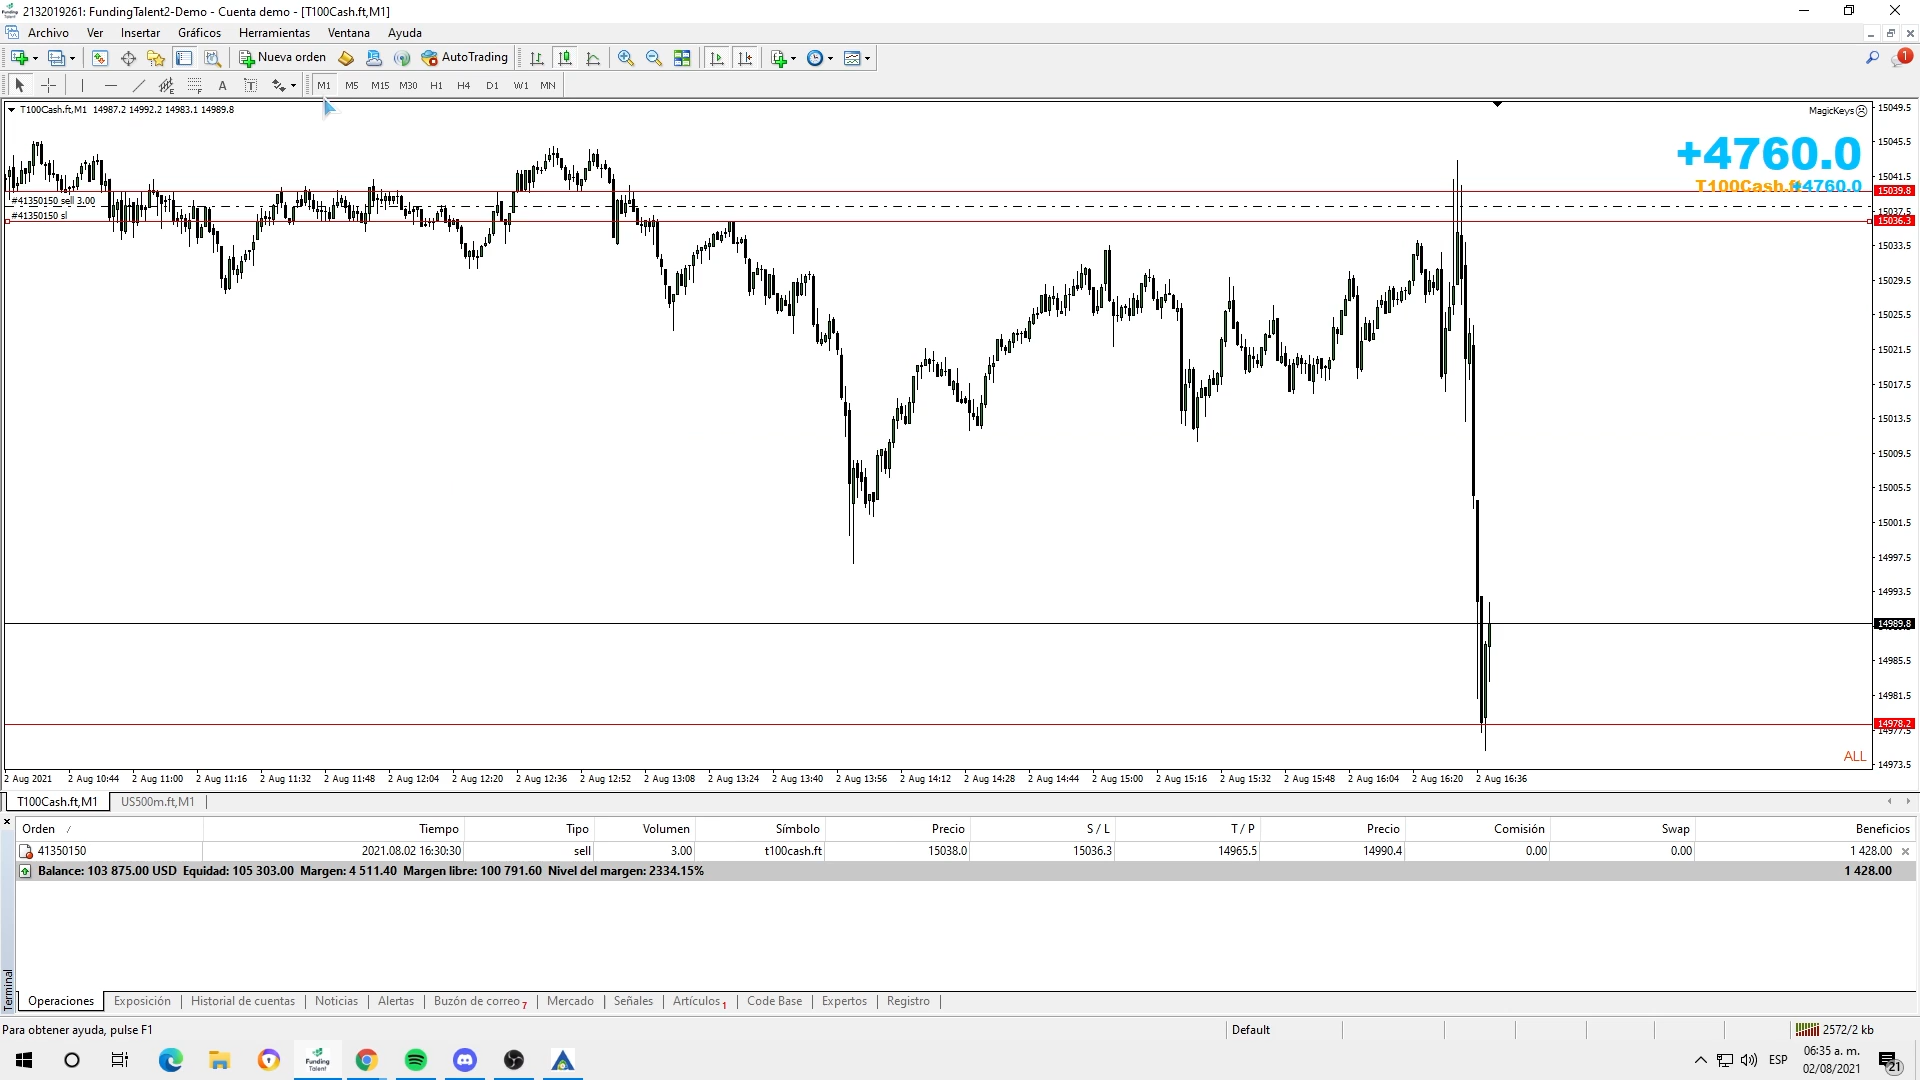 2132019261: FundingTalent2-Demo - Cuenta demo - [T100Cash.ft,M1]
Archivo Ver Insertar Gráficos Herramientas Ventana Ayuda
Nueva orden AutoTrading 1
A T M1 M5 M15 M30 H1 H4 D1 W1 MN
T100Cash.ft,M1 14987.2 14992.2 14983.1 14989.8
MagicKeys
+4760.0
T100Cash.ft +4760.0
#41350150 sell 3.00
#41350150 sl
15049.5
15045.5
15041.5
15039.8
15037.5
15036.3
15033.5
15029.5
15025.5
15021.5
15017.5
15013.5
15009.5
15005.5
15001.5
14997.5
14993.5
14989.8
14985.5
14981.5
14978.2
14977.5
14973.5
ALL
2 Aug 2021 2 Aug 10:44 2 Aug 11:00 2 Aug 11:16 2 Aug 11:32 2 Aug 11:48 2 Aug 12:04 2 Aug 12:20 2 Aug 12:36 2 Aug 12:52 2 Aug 13:08 2 Aug 13:24 2 Aug 13:40 2 Aug 13:56 2 Aug 14:12 2 Aug 14:28 2 Aug 14:44 2 Aug 15:00 2 Aug 15:16 2 Aug 15:32 2 Aug 15:48 2 Aug 16:04 2 Aug 16:20 2 Aug 16:36
T100Cash.ft,M1 US500m.ft,M1
Orden Tiempo Tipo Volumen Símbolo Precio S / L T / P Precio Comisión Swap Beneficios
41350150 2021.08.02 16:30:30 sell 3.00 t100cash.ft 15038.0 15036.3 14965.5 14990.4 0.00 0.00 1 428.00
Balance: 103 875.00 USD Equidad: 105 303.00 Margen: 4 511.40 Margen libre: 100 791.60 Nivel del margen: 2334.15% 1 428.00
Terminal
Operaciones Exposición Historial de cuentas Noticias Alertas Buzón de correo 7 Mercado Señales Artículos 1 Code Base Expertos Registro
Para obtener ayuda, pulse F1 Default 2572/2 kb
Funding Talent
ESP
06:35 a. m.
02/08/2021
21